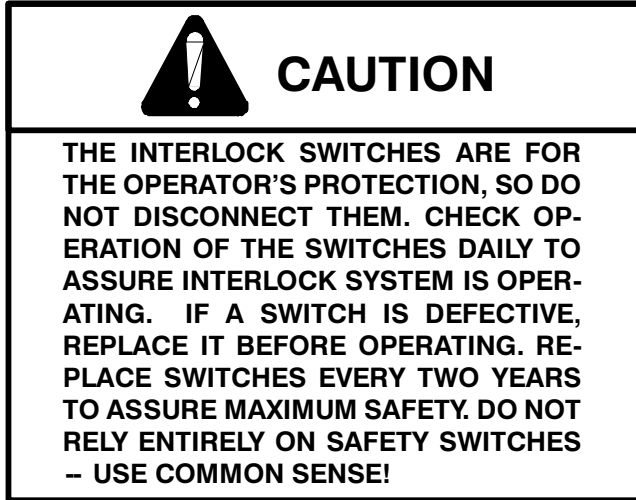 CAUTION
THE INTERLOCK SWITCHES ARE FOR
THE OPERATOR'S PROTECTION, SO DO
NOT DISCONNECT THEM. CHECK OP-
ERATION OF THE SWITCHES DAILY TO
ASSURE INTERLOCK SYSTEM IS OPER-
ATING. IF A SWITCH IS DEFECTIVE,
REPLACE IT BEFORE OPERATING. RE-
PLACE SWITCHES EVERY TWO YEARS
TO ASSURE MAXIMUM SAFETY. DO NOT
RELY ENTIRELY ON SAFETY SWITCHES
-- USE COMMON SENSE!